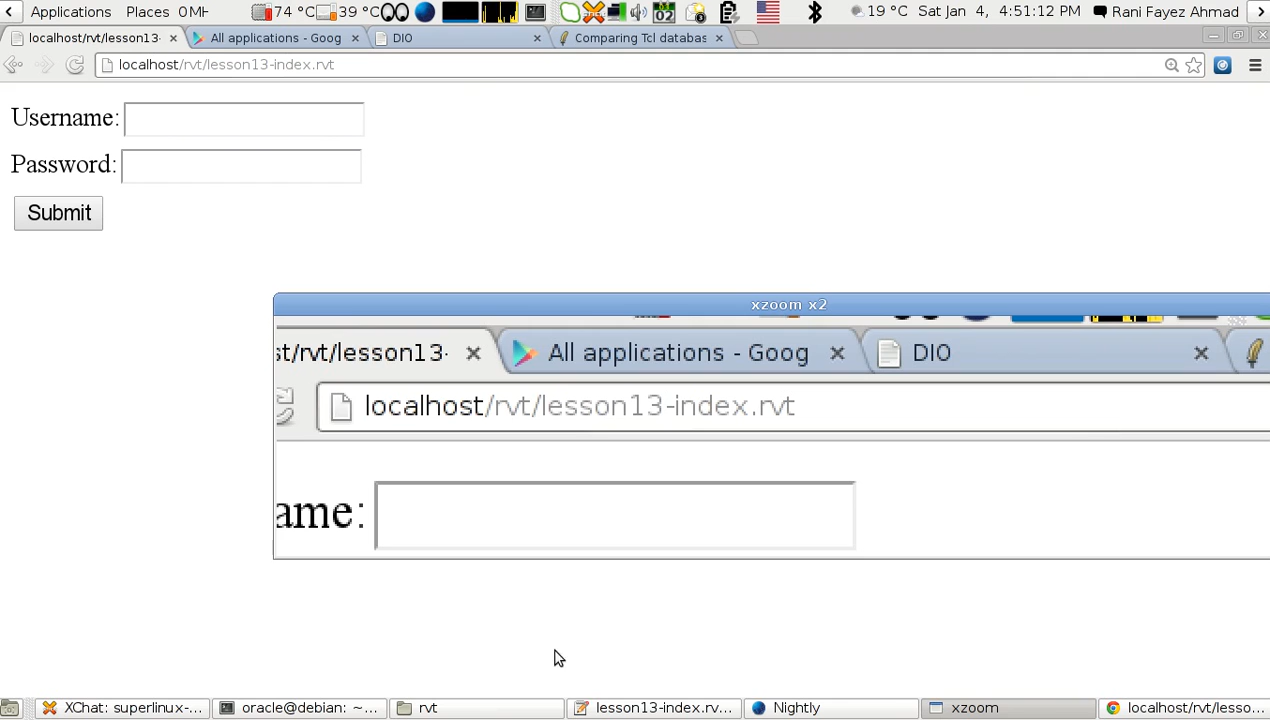 Applications Places 0 Mł 74 °C 39 °C 19 °C Sat Jan 4, 4:51:12 PM Rani Fayez Ahmad
localhost/rvt/lesson13- All applications - Goog DIO Comparing Tcl databas
localhost/rvt/lesson13-index.rvt
Username:
Password:
Submit
xzoom x2
st/rvt/lesson13- All applications - Goog DIO
localhost/rvt/lesson13-index.rvt
ame:
XChat: superlinux-... oracle@debian: ~... rvt lesson13-index.rv... Nightly xzoom localhost/rvt/lesso...